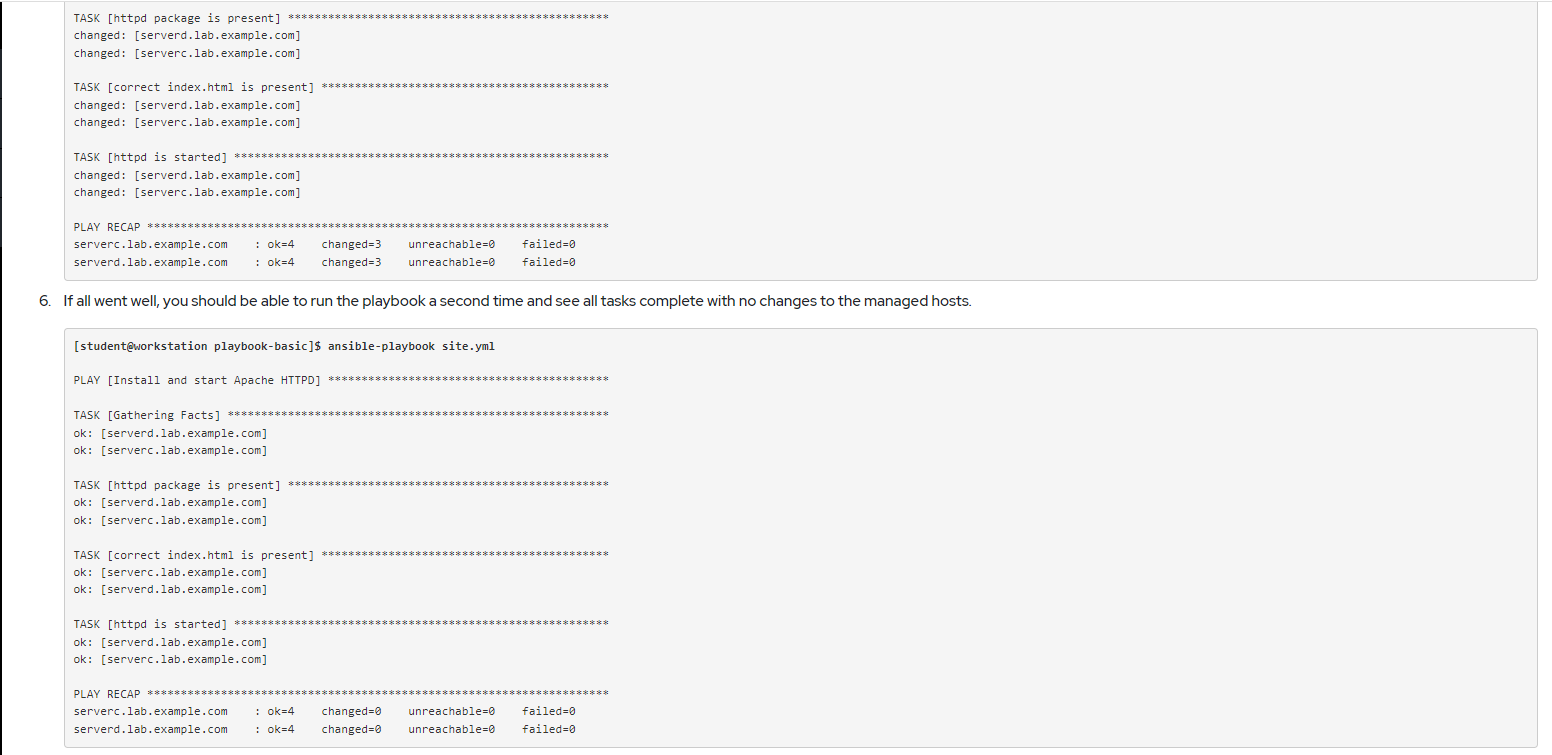 TASK [httpd package is present] ************************************************
changed: [serverd.lab.example.com]
changed: [serverc.lab.example.com]
TASK [correct index.html is present] *******************************************
changed: [serverd.lab.example.com]
changed: [serverc.lab.example.com]
TASK [httpd is started] ********************************************************
changed: [serverd.lab.example.com]
changed: [serverc.lab.example.com]
PLAY RECAP *********************************************************************
serverc.lab.example.com    : ok=4    changed=3    unreachable=0    failed=0
serverd.lab.example.com    : ok=4    changed=3    unreachable=0    failed=0
6. If all went well, you should be able to run the playbook a second time and see all tasks complete with no changes to the managed hosts.
[student@workstation playbook-basic]$ ansible-playbook site.yml
PLAY [Install and start Apache HTTPD] ******************************************
TASK [Gathering Facts] *********************************************************
ok: [serverd.lab.example.com]
ok: [serverc.lab.example.com]
TASK [httpd package is present] ************************************************
ok: [serverd.lab.example.com]
ok: [serverc.lab.example.com]
TASK [correct index.html is present] *******************************************
ok: [serverc.lab.example.com]
ok: [serverd.lab.example.com]
TASK [httpd is started] ********************************************************
ok: [serverd.lab.example.com]
ok: [serverc.lab.example.com]
PLAY RECAP *********************************************************************
serverc.lab.example.com    : ok=4    changed=0    unreachable=0    failed=0
serverd.lab.example.com    : ok=4    changed=0    unreachable=0    failed=0